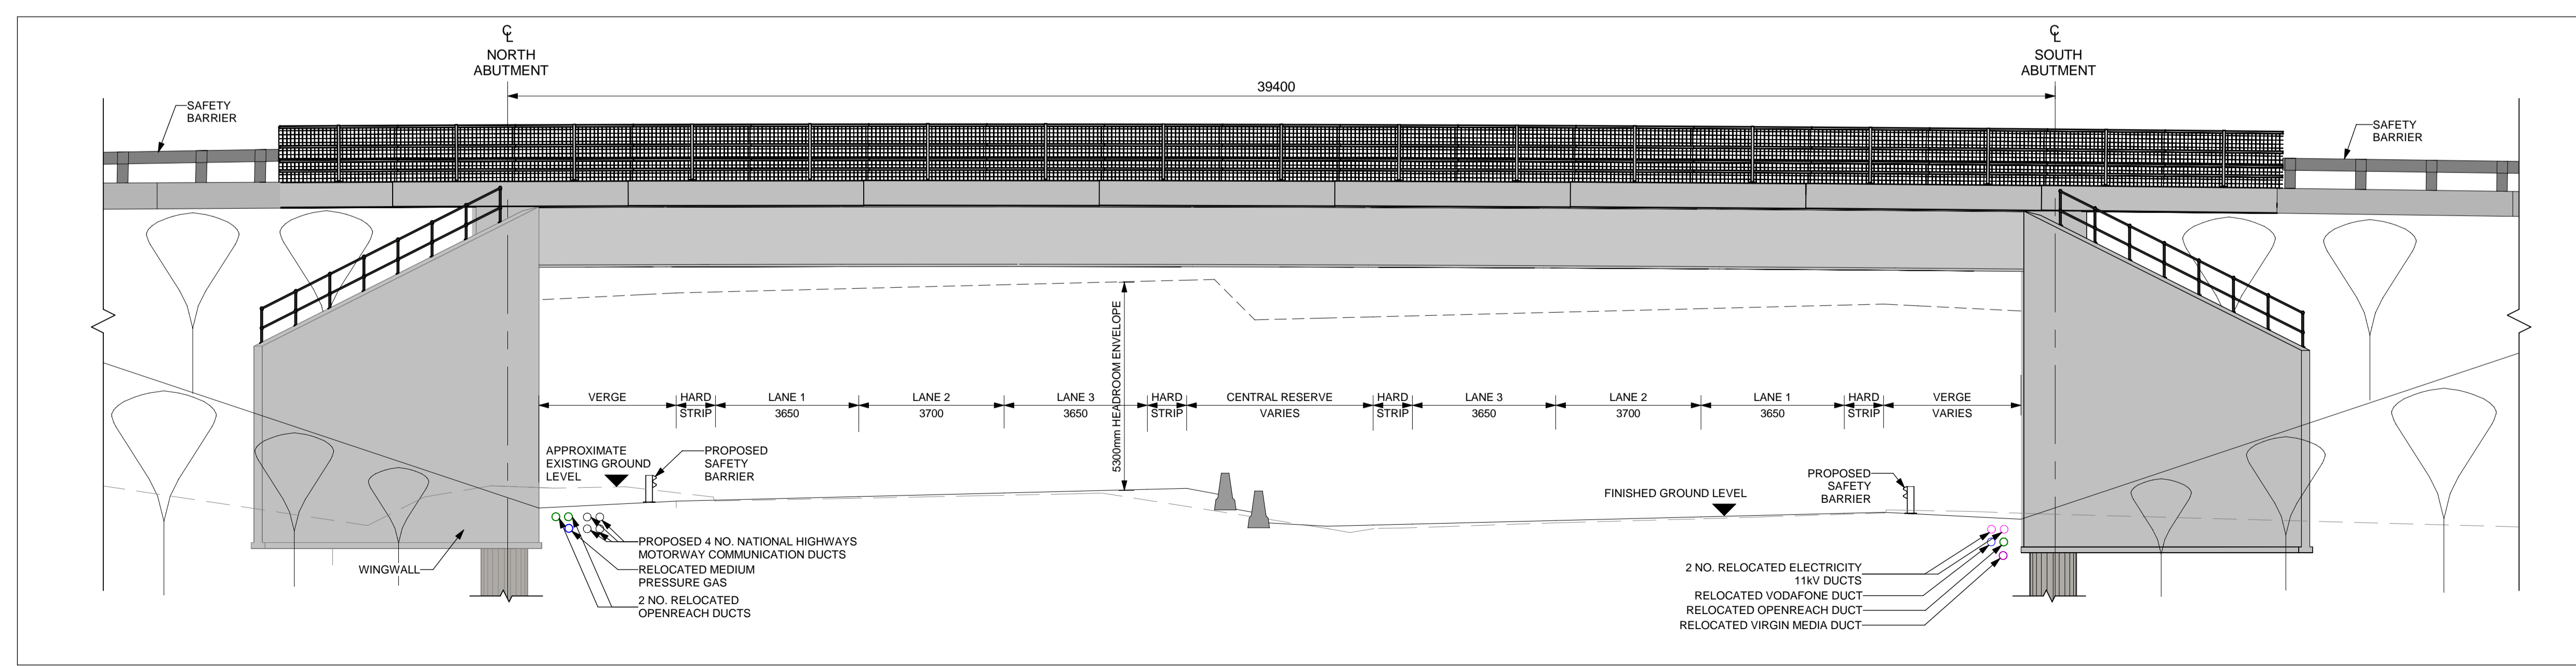 ℄
NORTH
ABUTMENT
℄
SOUTH
ABUTMENT
39400
SAFETY
BARRIER
SAFETY
BARRIER
5300mm HEADROOM ENVELOPE
VERGE
HARD
STRIP
LANE 1
3650
LANE 2
3700
LANE 3
3650
HARD
STRIP
CENTRAL RESERVE
VARIES
HARD
STRIP
LANE 3
3650
LANE 2
3700
LANE 1
3650
HARD
STRIP
VERGE
VARIES
APPROXIMATE
EXISTING GROUND
LEVEL
PROPOSED
SAFETY
BARRIER
FINISHED GROUND LEVEL
PROPOSED
SAFETY
BARRIER
WINGWALL
PROPOSED 4 NO. NATIONAL HIGHWAYS
MOTORWAY COMMUNICATION DUCTS
RELOCATED MEDIUM
PRESSURE GAS
2 NO. RELOCATED
OPENREACH DUCTS
2 NO. RELOCATED ELECTRICITY
11kV DUCTS
RELOCATED VODAFONE DUCT
RELOCATED OPENREACH DUCT
RELOCATED VIRGIN MEDIA DUCT